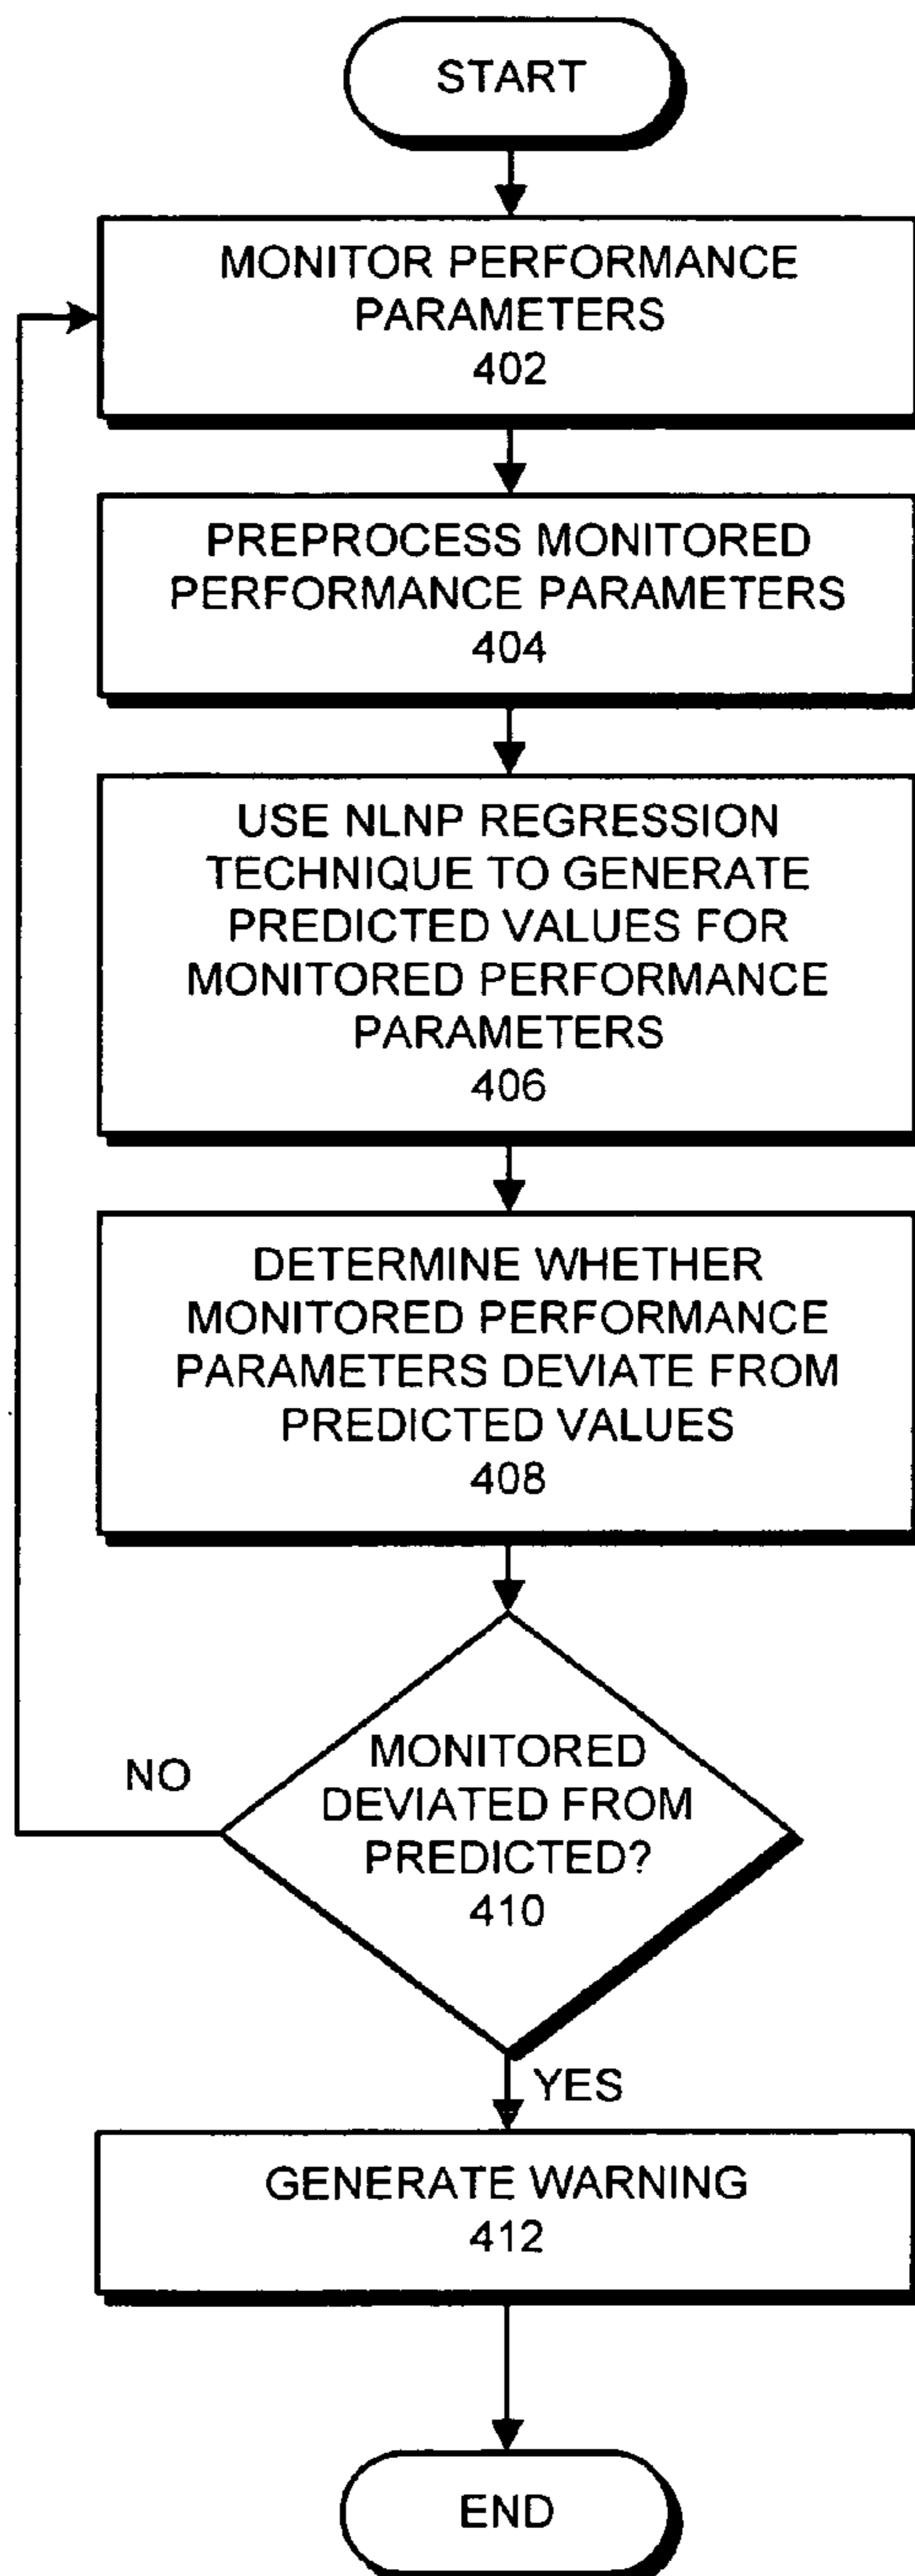 START
MONITOR PERFORMANCE
PARAMETERS
402
PREPROCESS MONITORED
PERFORMANCE PARAMETERS
404
USE NLNP REGRESSION
TECHNIQUE TO GENERATE
PREDICTED VALUES FOR
MONITORED PERFORMANCE
PARAMETERS
406
DETERMINE WHETHER
MONITORED PERFORMANCE
PARAMETERS DEVIATE FROM
PREDICTED VALUES
408
NO
MONITORED
DEVIATED FROM
PREDICTED?
410
YES
GENERATE WARNING
412
END